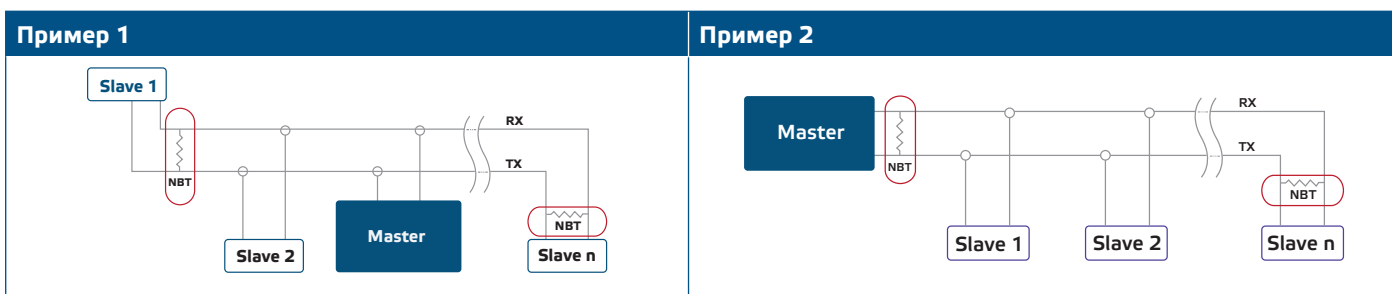 Пример 1
Slave 1
RX
TX
NBT
NBT
Slave 2
Master
Slave n
Пример 2
Master
RX
TX
NBT
NBT
Slave 1
Slave 2
Slave n